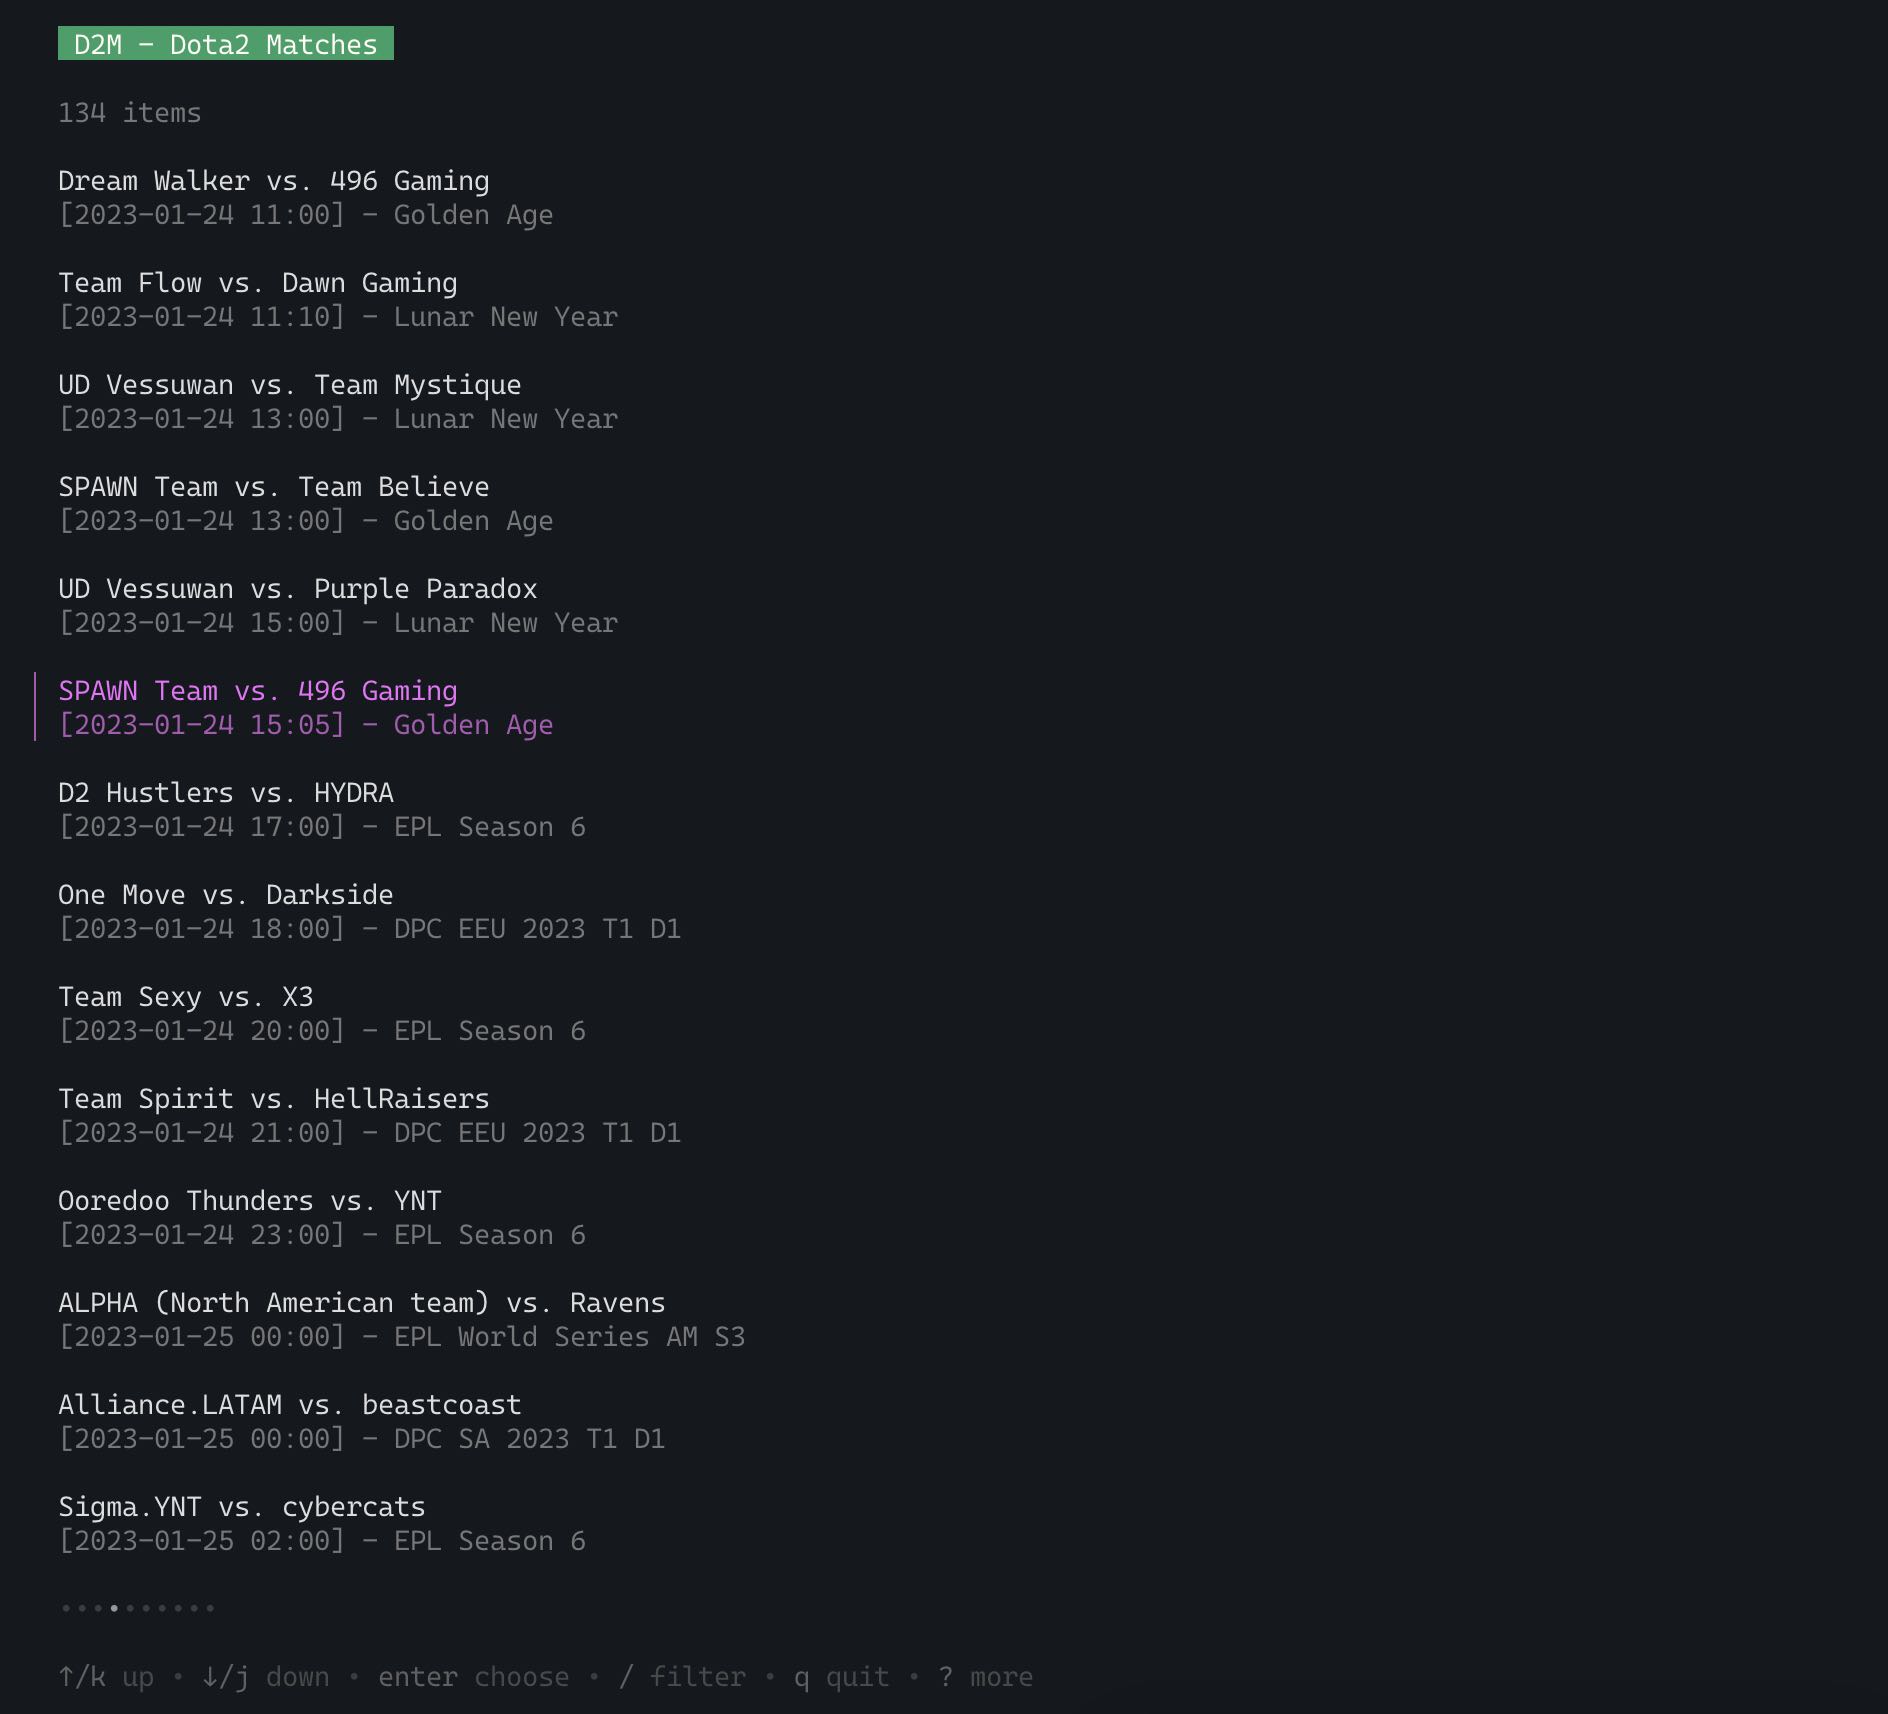 D2M - Dota2 Matches
134 items
Dream Walker vs. 496 Gaming
[2023-01-24 11:00] - Golden Age
Team Flow vs. Dawn Gaming
[2023-01-24 11:10] - Lunar New Year
UD Vessuwan vs. Team Mystique
[2023-01-24 13:00] - Lunar New Year
SPAWN Team vs. Team Believe
[2023-01-24 13:00] - Golden Age
UD Vessuwan vs. Purple Paradox
[2023-01-24 15:00] - Lunar New Year
SPAWN Team vs. 496 Gaming
[2023-01-24 15:05] - Golden Age
D2 Hustlers vs. HYDRA
[2023-01-24 17:00] - EPL Season 6
One Move vs. Darkside
[2023-01-24 18:00] - DPC EEU 2023 T1 D1
Team Sexy vs. X3
[2023-01-24 20:00] - EPL Season 6
Team Spirit vs. HellRaisers
[2023-01-24 21:00] - DPC EEU 2023 T1 D1
Ooredoo Thunders vs. YNT
[2023-01-24 23:00] - EPL Season 6
ALPHA (North American team) vs. Ravens
[2023-01-25 00:00] - EPL World Series AM S3
Alliance.LATAM vs. beastcoast
[2023-01-25 00:00] - DPC SA 2023 T1 D1
Sigma.YNT vs. cybercats
[2023-01-25 02:00] - EPL Season 6
••••••••••
↑/k up • ↓/j down • enter choose • / filter • q quit • ? more